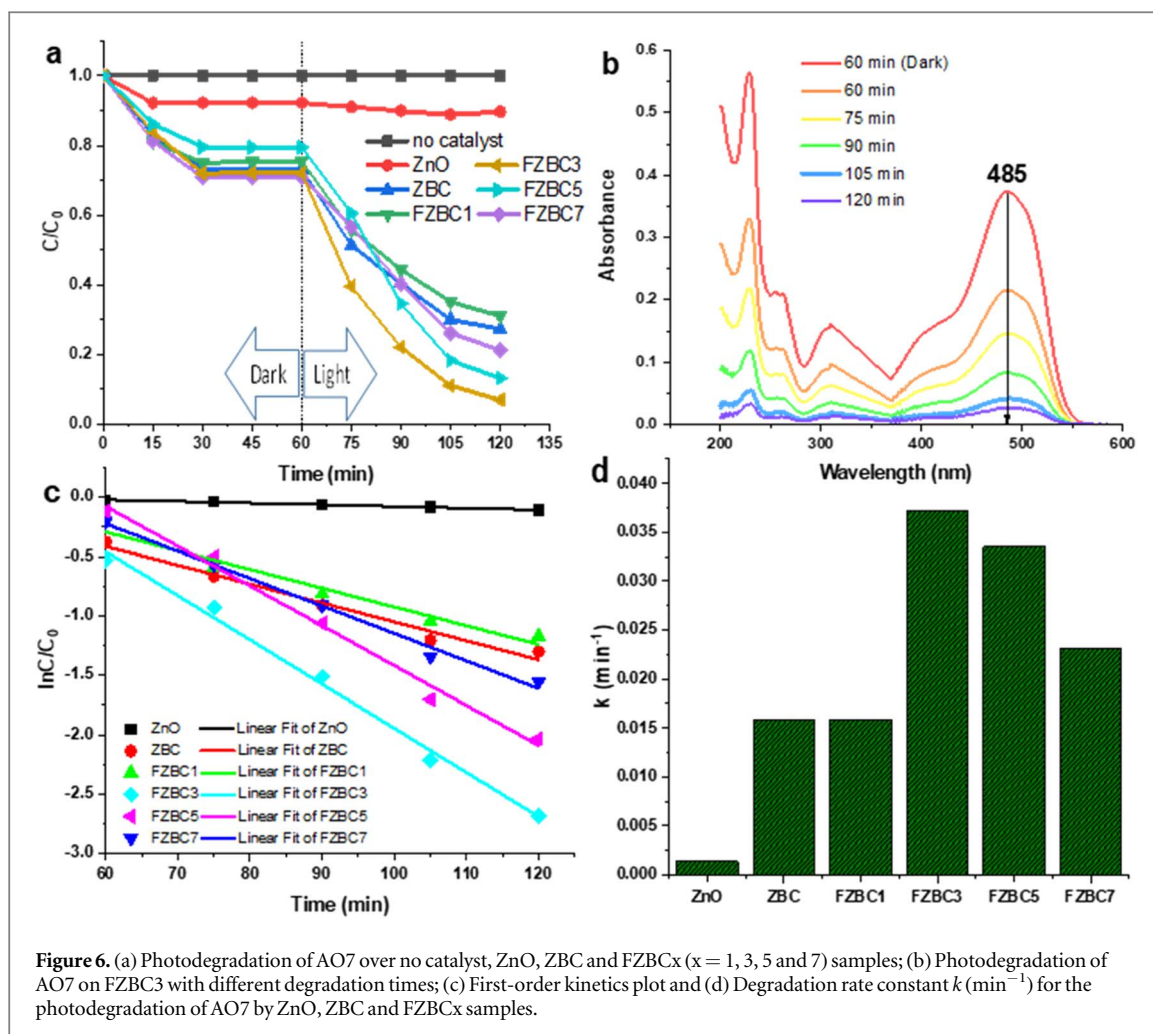 a
1.0
0.8
0.6
0.4
0.2
0.0
C/C0
no catalyst
ZnO
FZBC3
ZBC
FZBC5
FZBC1
FZBC7
Dark
Light
0 15 30 45 60 75 90 105 120 135
Time (min)
b
0.6
0.5
0.4
0.3
0.2
0.1
0.0
Absorbance
60 min (Dark)
60 min
75 min
90 min
105 min
120 min
485
200 300 400 500 600
Wavelength (nm)
c
0.0
-0.5
-1.0
-1.5
-2.0
-2.5
-3.0
lnC/C0
ZnO Linear Fit of ZnO
ZBC Linear Fit of ZBC
FZBC1 Linear Fit of FZBC1
FZBC3 Linear Fit of FZBC3
FZBC5 Linear Fit of FZBC5
FZBC7 Linear Fit of FZBC7
60 70 80 90 100 110 120
Time (min)
d
0.040
0.035
0.030
0.025
0.020
0.015
0.010
0.005
0.000
k (min-1)
ZnO ZBC FZBC1 FZBC3 FZBC5 FZBC7
Figure 6. (a) Photodegradation of AO7 over no catalyst, ZnO, ZBC and FZBCx (x = 1, 3, 5 and 7) samples; (b) Photodegradation of
AO7 on FZBC3 with different degradation times; (c) First-order kinetics plot and (d) Degradation rate constant k (min−1) for the
photodegradation of AO7 by ZnO, ZBC and FZBCx samples.